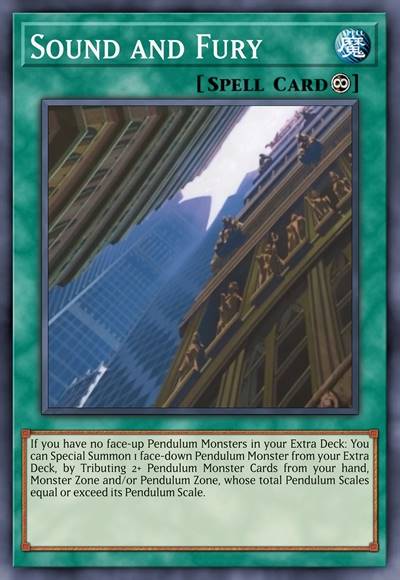 Sound and Fury
魔
[Spell Card]
If you have no face-up Pendulum Monsters in your Extra Deck: You
can Special Summon 1 face-down Pendulum Monster from your Extra
Deck, by Tributing 2+ Pendulum Monster Cards from your hand,
Monster Zone and/or Pendulum Zone, whose total Pendulum Scales
equal or exceed its Pendulum Scale.